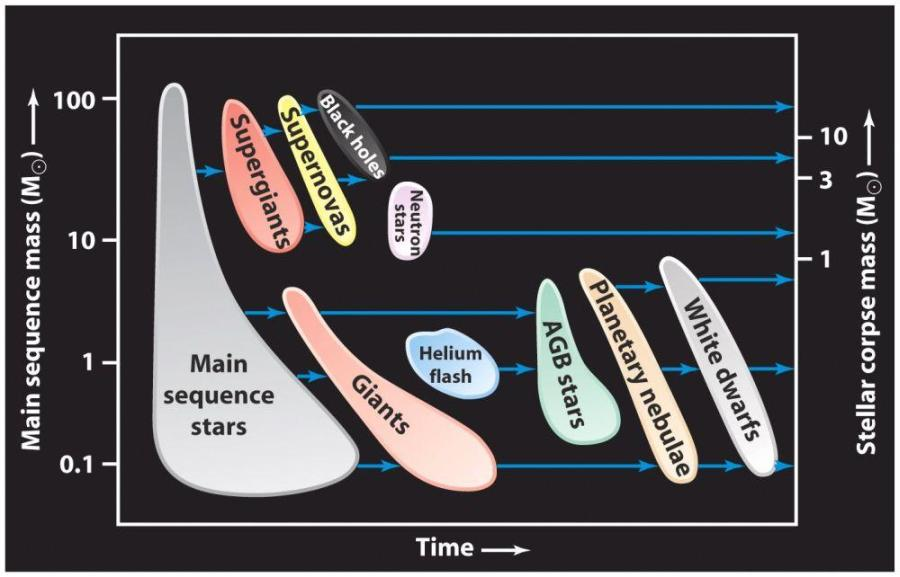 Main sequence mass (M☉)
100
10
1
0.1
Supergiants
Supernovas
Black holes
Neutron
stars
Main
sequence
stars
Giants
Helium
flash
AGB stars
Planetary nebulae
White dwarfs
10
3
1
Stellar corpse mass (M☉)
Time